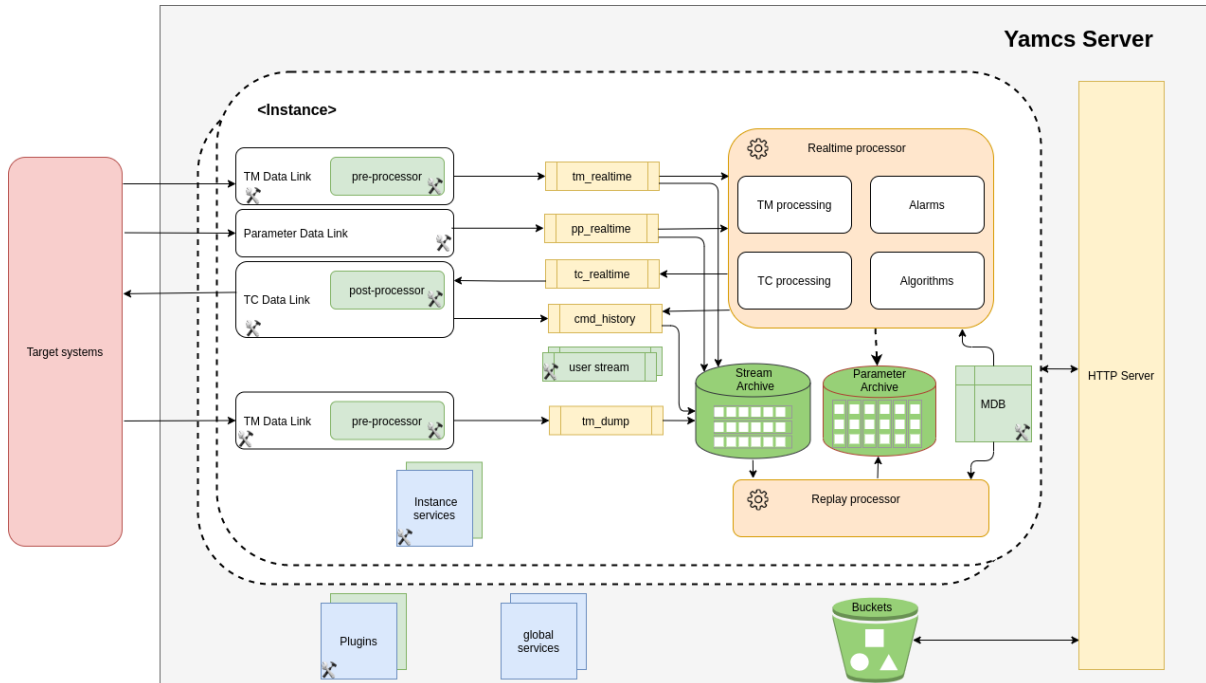 Yamcs Server
<Instance>
TM Data Link
pre-processor
tm_realtime
Realtime processor
TM processing
Alarms
Parameter Data Link
pp_realtime
TC Data Link
post-processor
tc_realtime
TC processing
Algorithms
cmd_history
Target systems
user stream
Stream
Archive
Parameter
Archive
MDB
HTTP Server
TM Data Link
pre-processor
tm_dump
Instance
services
Replay processor
Plugins
global
services
Buckets